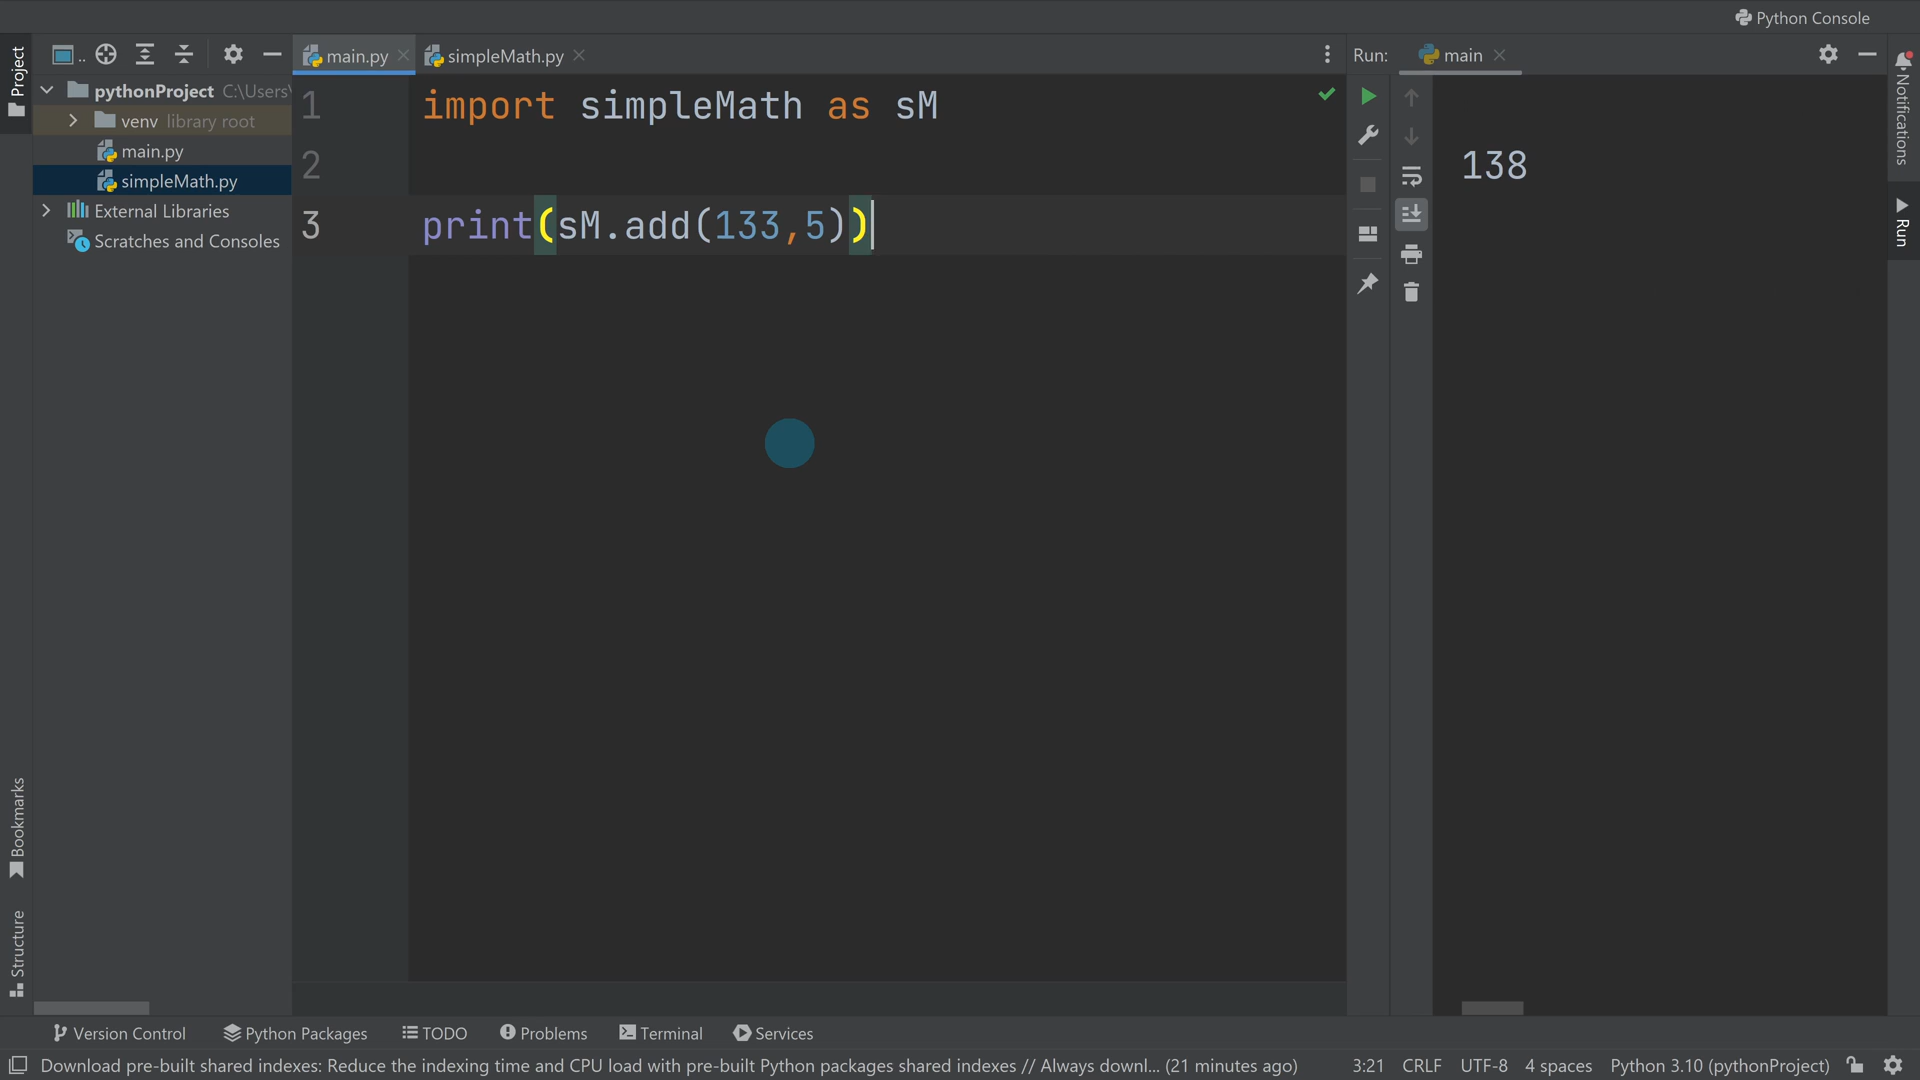 Python Console
Project
main.py
simpleMath.py
Run:
main
pythonProject C:\Users\
venv library root
main.py
simpleMath.py
External Libraries
Scratches and Consoles
1 import simpleMath as sM
2
3 print(sM.add(133,5))
138
Notifications
Run
Bookmarks
Structure
Version Control
Python Packages
TODO
Problems
Terminal
Services
Download pre-built shared indexes: Reduce the indexing time and CPU load with pre-built Python packages shared indexes // Always downl... (21 minutes ago)
3:21 CRLF UTF-8 4 spaces Python 3.10 (pythonProject)